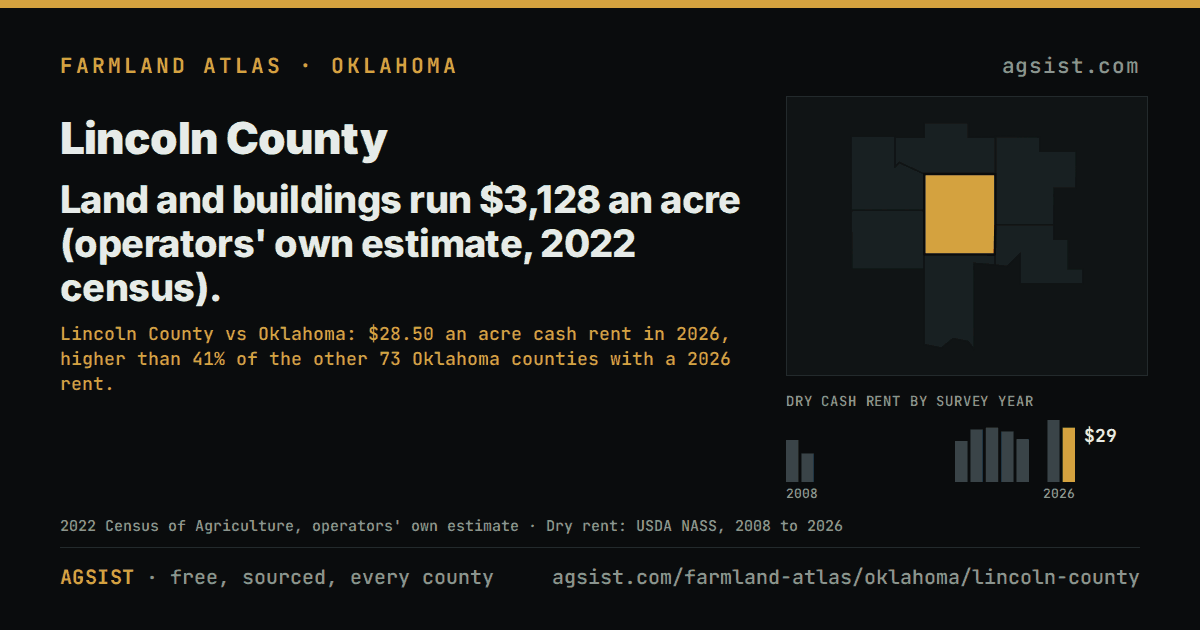 FARMLAND ATLAS · OKLAHOMA
agsist.com
Lincoln County
Land and buildings run $3,128 an acre
(operators' own estimate, 2022
census).
Lincoln County vs Oklahoma: $28.50 an acre cash rent in 2026,
higher than 41% of the other 73 Oklahoma counties with a 2026
rent.
DRY CASH RENT BY SURVEY YEAR
$29
2008
2026
2022 Census of Agriculture, operators' own estimate · Dry rent: USDA NASS, 2008 to 2026
AGSIST · free, sourced, every county
agsist.com/farmland-atlas/oklahoma/lincoln-county